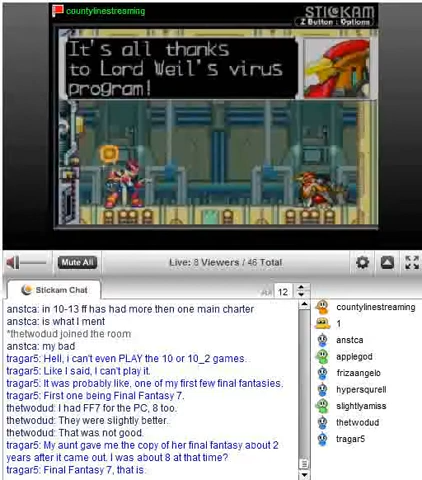 countylinestreaming
STICKAM
Z Button : Options
It's all thanks
to Lord Weil's virus
program!
Mute All
Live: 8 Viewers / 46 Total
Stickam Chat
12
anstca: in 10-13 ff has had more then one main charter
anstca: is what I ment
*thetwodud joined the room
anstca: my bad
tragar5: Hell, i can't even PLAY the 10 or 10_2 games.
tragar5: Like I said, I can't play it.
tragar5: It was probably like, one of my first few final fantasies.
tragar5: First one being Final Fantasy 7.
thetwodud: I had FF7 for the PC, 8 too.
thetwodud: They were slightly better.
thetwodud: That was not good.
tragar5: My aunt gave me the copy of her final fantasy about 2
years after it came out. I was about 8 at that time?
tragar5: Final Fantasy 7, that is.
countylinestreaming
1
anstca
applegod
frizaangelo
hypersqurell
slightlyamiss
thetwodud
tragar5